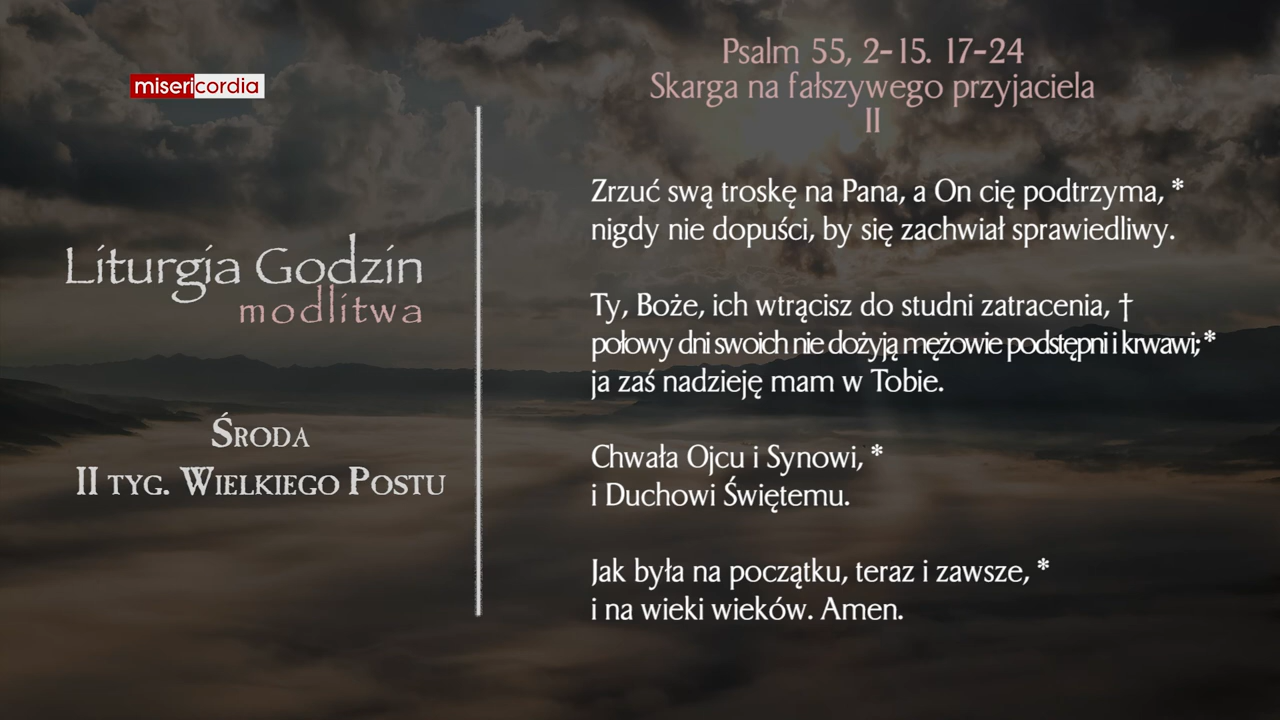 misericordia
Liturgia Godzin
modlitwa
Środa
II tyg. Wielkiego Postu
Psalm 55, 2-15. 17-24
Skarga na fałszywego przyjaciela
II
Zrzuć swą troskę na Pana, a On cię podtrzyma, *
nigdy nie dopuści, by się zachwiał sprawiedliwy.
Ty, Boże, ich wtrącisz do studni zatracenia, †
połowy dni swoich nie dożyją mężowie podstępni i krwawi; *
ja zaś nadzieję mam w Tobie.
Chwała Ojcu i Synowi, *
i Duchowi Świętemu.
Jak była na początku, teraz i zawsze, *
i na wieki wieków. Amen.